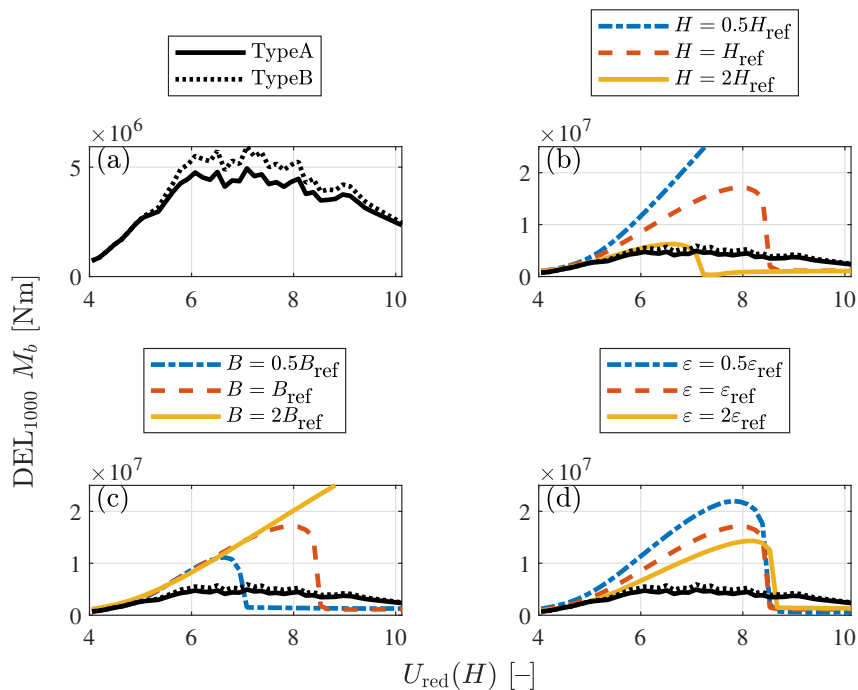 TypeA
TypeB
H = 0.5H_ref
H = H_ref
H = 2H_ref
×10^6
(a)
5
0
4 6 8 10
×10^7
(b)
2
1
0
4 6 8 10
DEL_1000 M_b [Nm]
B = 0.5B_ref
B = B_ref
B = 2B_ref
ε = 0.5ε_ref
ε = ε_ref
ε = 2ε_ref
×10^7
(c)
2
1
0
4 6 8 10
×10^7
(d)
2
1
0
4 6 8 10
U_red(H) [–]